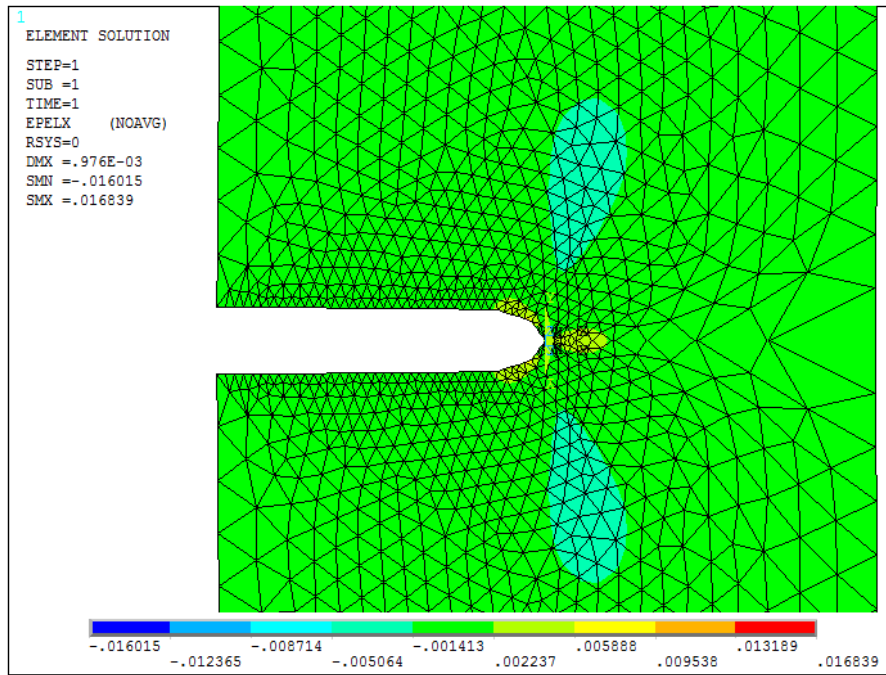 1
ELEMENT SOLUTION
STEP=1
SUB =1
TIME=1
EPELX (NOAVG)
RSYS=0
DMX =.976E-03
SMN =-.016015
SMX =.016839
-.016015 -.008714 -.001413 .005888 .013189
-.012365 -.005064 .002237 .009538 .016839